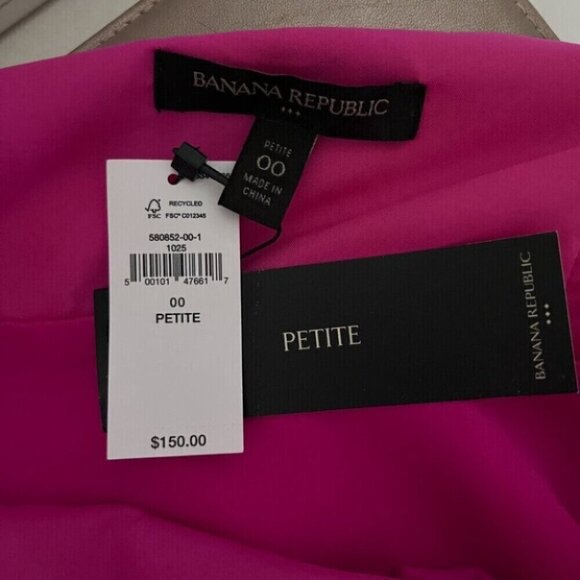 BANANA REPUBLIC
PETITE
00
MADE IN
CHINA
RECYCLED
FSC
FSC® C012345
580852-00-1
1025
5 00101 47661 7
00
PETITE
$150.00
PETITE
BANANA REPUBLIC